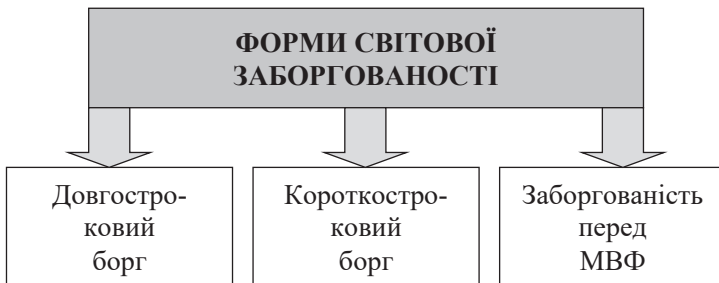 ФОРМИ СВІТОВОЇ
ЗАБОРГОВАНОСТІ
Довгостро-
ковий
борг
Короткостро-
ковий
борг
Заборгованість
перед
МВФ